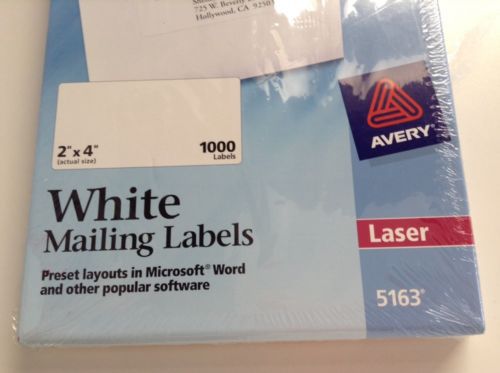 725 W. Beverly
Hollywood, CA 9205
2" x 4"
(actual size)
1000
Labels
AVERY®
White
Mailing Labels
Preset layouts in Microsoft® Word
and other popular software
Laser
5163®